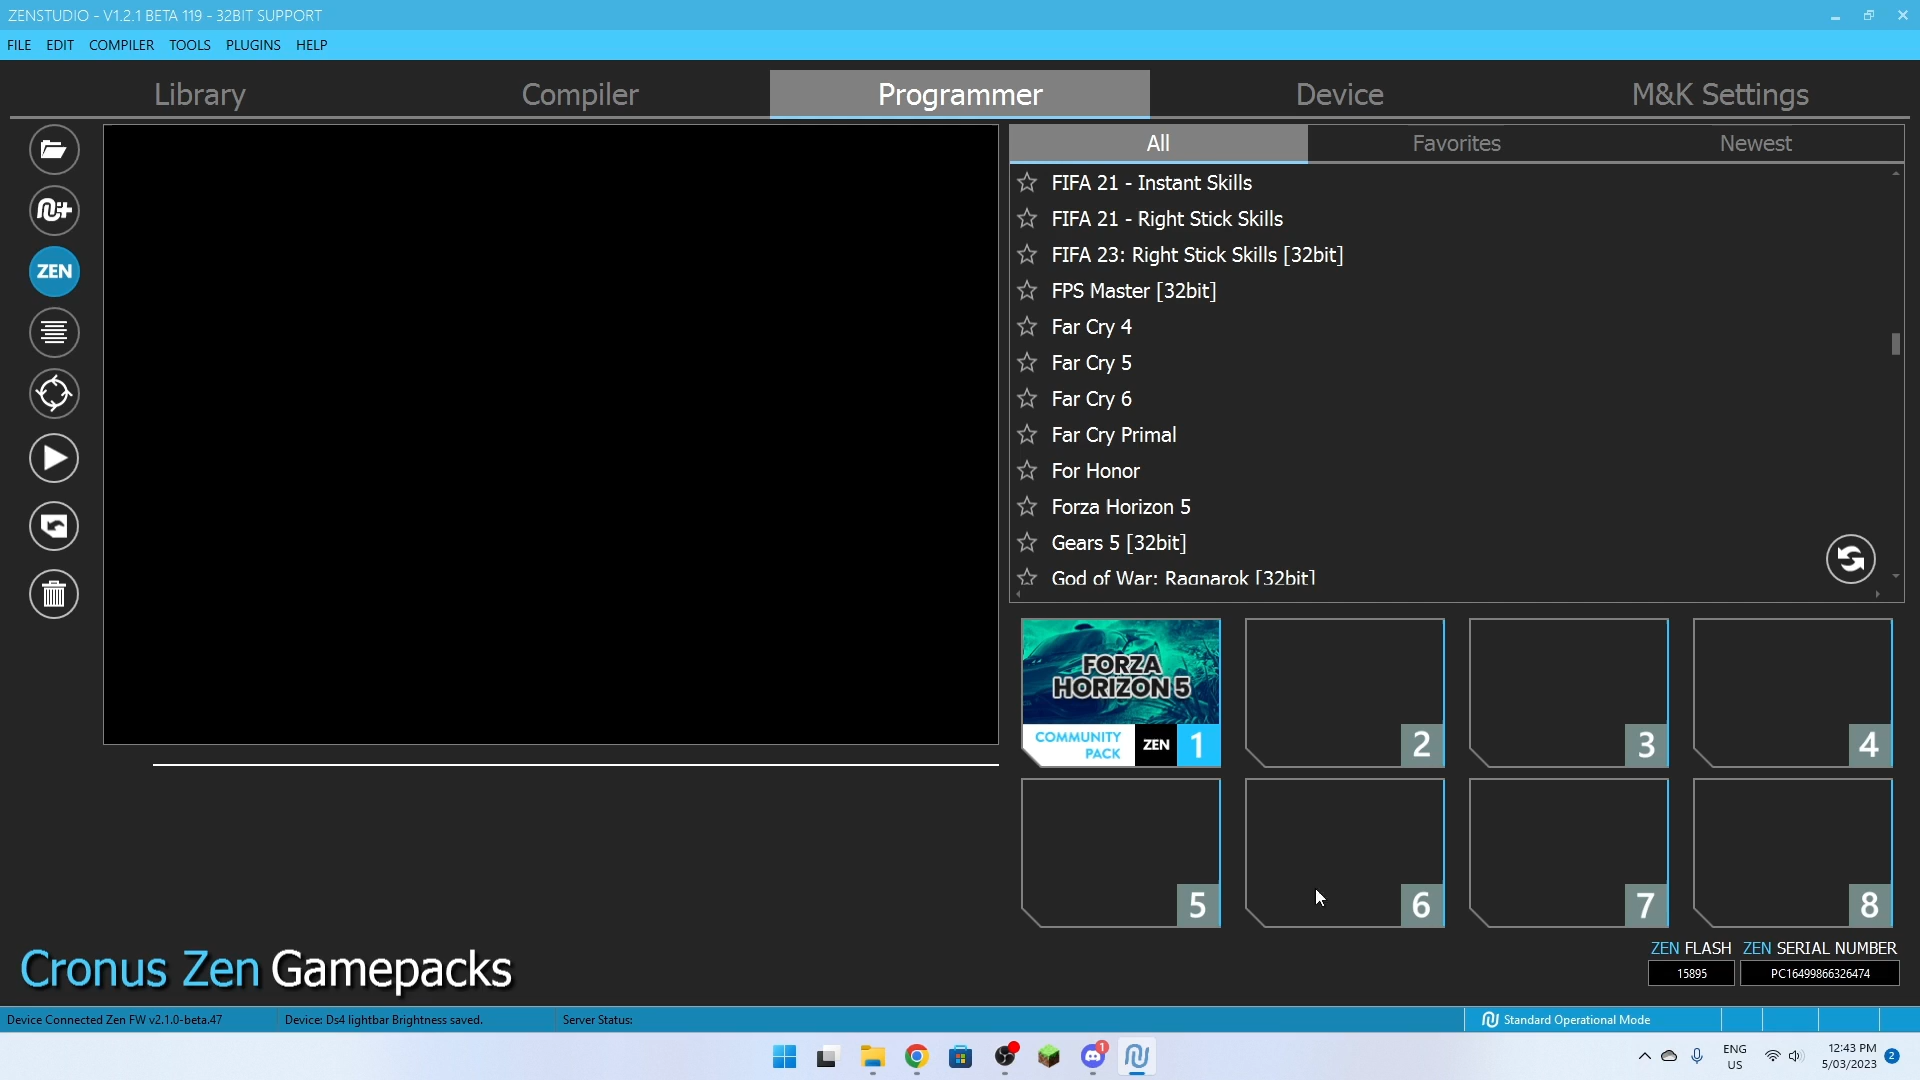 ZENSTUDIO - V1.2.1 BETA 119 - 32BIT SUPPORT
FILE EDIT COMPILER TOOLS PLUGINS HELP
Library Compiler Programmer Device M&K Settings
All Favorites Newest
ZEN
FIFA 21 - Instant Skills
FIFA 21 - Right Stick Skills
FIFA 23: Right Stick Skills [32bit]
FPS Master [32bit]
Far Cry 4
Far Cry 5
Far Cry 6
Far Cry Primal
For Honor
Forza Horizon 5
Gears 5 [32bit]
God of War: Ragnarok [32bit]
FORZA
HORIZON 5
COMMUNITY
PACK
ZEN
1
2
3
4
5
6
7
8
Cronus Zen Gamepacks
ZEN FLASH ZEN SERIAL NUMBER
15895 PC16499866326474
Device Connected Zen FW v2.1.0-beta.47 Device: Ds4 lightbar Brightness saved. Server Status: Standard Operational Mode
1
ENG
US
12:43 PM
5/03/2023
2